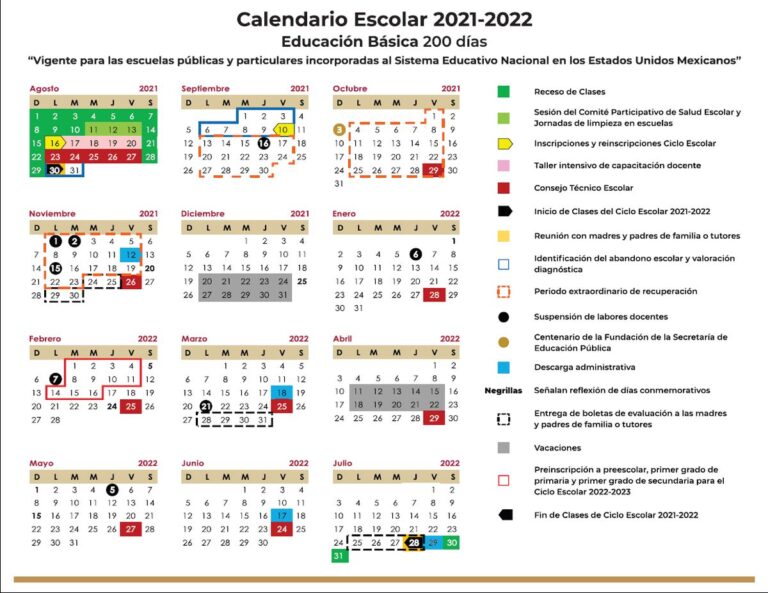 Calendario Escolar 2021-2022
Educación Básica 200 días
“Vigente para las escuelas públicas y particulares incorporadas al Sistema Educativo Nacional en los Estados Unidos Mexicanos”
Agosto 2021
D L M M J V S
1 2 3 4 5 6 7
8 9 10 11 12 13 14
15 16 17 18 19 20 21
22 23 24 25 26 27 28
29 30 31
Septiembre 2021
D L M M J V S
1 2 3 4
5 6 7 8 9 10 11
12 13 14 15 16 17 18
19 20 21 22 23 24 25
26 27 28 29 30
Octubre 2021
D L M M J V S
1 2
3 4 5 6 7 8 9
10 11 12 13 14 15 16
17 18 19 20 21 22 23
24 25 26 27 28 29 30
31
Noviembre 2021
D L M M J V S
1 2 3 4 5 6
7 8 9 10 11 12 13
14 15 16 17 18 19 20
21 22 23 24 25 26 27
28 29 30
Diciembre 2021
D L M M J V S
1 2 3 4
5 6 7 8 9 10 11
12 13 14 15 16 17 18
19 20 21 22 23 24 25
26 27 28 29 30 31
Enero 2022
D L M M J V S
1
2 3 4 5 6 7 8
9 10 11 12 13 14 15
16 17 18 19 20 21 22
23 24 25 26 27 28 29
30 31
Febrero 2022
D L M M J V S
1 2 3 4 5
6 7 8 9 10 11 12
13 14 15 16 17 18 19
20 21 22 23 24 25 26
27 28
Marzo 2022
D L M M J V S
1 2 3 4 5
6 7 8 9 10 11 12
13 14 15 16 17 18 19
20 21 22 23 24 25 26
27 28 29 30 31
Abril 2022
D L M M J V S
1 2
3 4 5 6 7 8 9
10 11 12 13 14 15 16
17 18 19 20 21 22 23
24 25 26 27 28 29 30
Mayo 2022
D L M M J V S
1 2 3 4 5 6 7
8 9 10 11 12 13 14
15 16 17 18 19 20 21
22 23 24 25 26 27 28
29 30 31
Junio 2022
D L M M J V S
1 2 3 4
5 6 7 8 9 10 11
12 13 14 15 16 17 18
19 20 21 22 23 24 25
26 27 28 29 30
Julio 2022
D L M M J V S
1 2
3 4 5 6 7 8 9
10 11 12 13 14 15 16
17 18 19 20 21 22 23
24 25 26 27 28 29 30
31
Receso de Clases
Sesión del Comité Participativo de Salud Escolar y
Jornadas de limpieza en escuelas
Inscripciones y reinscripciones Ciclo Escolar
Taller intensivo de capacitación docente
Consejo Técnico Escolar
Inicio de Clases del Ciclo Escolar 2021-2022
Reunión con madres y padres de familia o tutores
Identificación del abandono escolar y valoración
diagnóstica
Periodo extraordinario de recuperación
Suspensión de labores docentes
Centenario de la Fundación de la Secretaría de
Educación Pública
Descarga administrativa
Negrillas Señalan reflexión de días conmemorativos
Entrega de boletas de evaluación a las madres
y padres de familia o tutores
Vacaciones
Preinscripción a preescolar, primer grado de
primaria y primer grado de secundaria para el
Ciclo Escolar 2022-2023
Fin de Clases de Ciclo Escolar 2021-2022